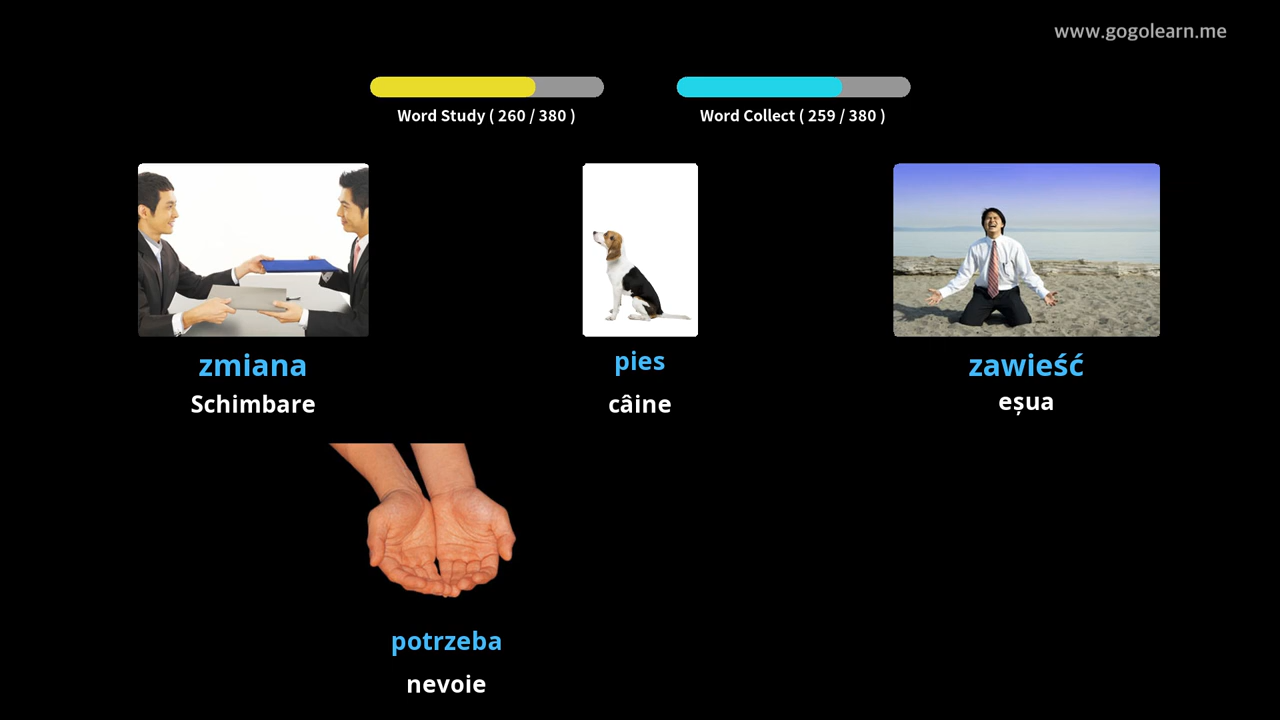 www.gogolearn.me
Word Study ( 260 / 380 )
Word Collect ( 259 / 380 )
zmiana
Schimbare
pies
câine
zawieść
eșua
potrzeba
nevoie